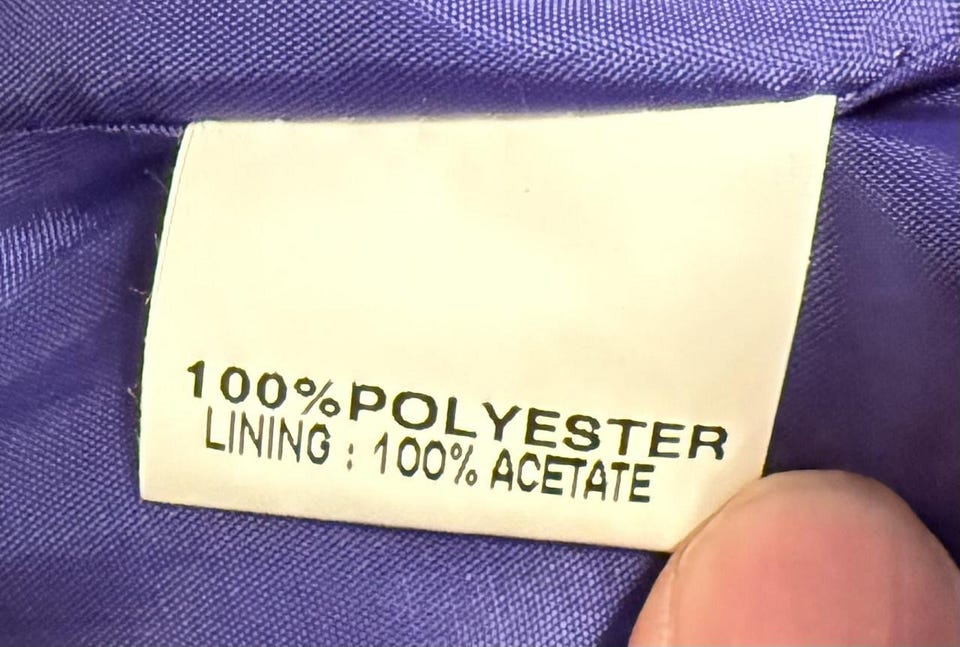 100% POLYESTER
LINING : 100% ACETATE